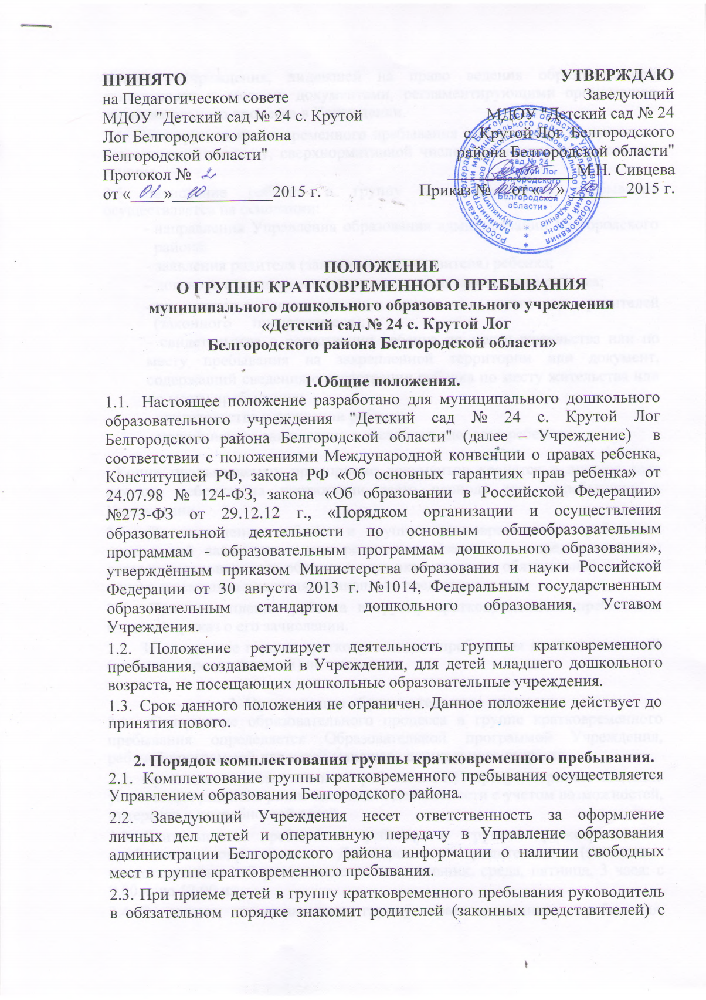 ПРИНЯТО
на Педагогическом совете
МДОУ "Детский сад № 24 с. Крутой
Лог Белгородского района
Белгородской области"
Протокол № 2
от «01» 10 2015 г.
УТВЕРЖДАЮ
Заведующий
МДОУ "Детский сад № 24
с. Крутой Лог Белгородского
района Белгородской области"
М.Н. Сивцева
Приказ № 122 от «01» 10 2015 г.
ПОЛОЖЕНИЕ
О ГРУППЕ КРАТКОВРЕМЕННОГО ПРЕБЫВАНИЯ
муниципального дошкольного образовательного учреждения
«Детский сад № 24 с. Крутой Лог
Белгородского района Белгородской области»
1.Общие положения.
1.1. Настоящее положение разработано для муниципального дошкольного
образовательного учреждения "Детский сад № 24 с. Крутой Лог
Белгородского района Белгородской области" (далее – Учреждение) в
соответствии с положениями Международной конвенции о правах ребенка,
Конституцией РФ, закона РФ «Об основных гарантиях прав ребенка» от
24.07.98 № 124-ФЗ, закона «Об образовании в Российской Федерации»
№273-ФЗ от 29.12.12 г., «Порядком организации и осуществления
образовательной деятельности по основным общеобразовательным
программам - образовательным программам дошкольного образования»,
утверждённым приказом Министерства образования и науки Российской
Федерации от 30 августа 2013 г. №1014, Федеральным государственным
образовательным стандартом дошкольного образования, Уставом
Учреждения.
1.2. Положение регулирует деятельность группы кратковременного
пребывания, создаваемой в Учреждении, для детей младшего дошкольного
возраста, не посещающих дошкольные образовательные учреждения.
1.3. Срок данного положения не ограничен. Данное положение действует до
принятия нового.
2. Порядок комплектования группы кратковременного пребывания.
2.1. Комплектование группы кратковременного пребывания осуществляется
Управлением образования Белгородского района.
2.2. Заведующий Учреждения несет ответственность за оформление
личных дел детей и оперативную передачу в Управление образования
администрации Белгородского района информации о наличии свободных
мест в группе кратковременного пребывания.
2.3. При приеме детей в группу кратковременного пребывания руководитель
в обязательном порядке знакомит родителей (законных представителей) с